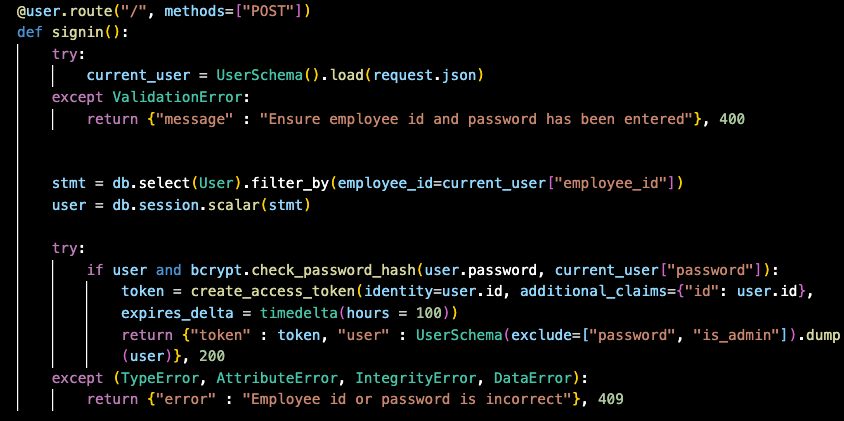 @user.route("/", methods=["POST"])
def signin():
    try:
        current_user = UserSchema().load(request.json)
    except ValidationError:
        return {"message" : "Ensure employee id and password has been entered"}, 400
    stmt = db.select(User).filter_by(employee_id=current_user["employee_id"])
    user = db.session.scalar(stmt)
    try:
        if user and bcrypt.check_password_hash(user.password, current_user["password"]):
            token = create_access_token(identity=user.id, additional_claims={"id": user.id},
            expires_delta = timedelta(hours = 100))
            return {"token" : token, "user" : UserSchema(exclude=["password", "is_admin"]).dump
            (user)}, 200
    except (TypeError, AttributeError, IntegrityError, DataError):
        return {"error" : "Employee id or password is incorrect"}, 409